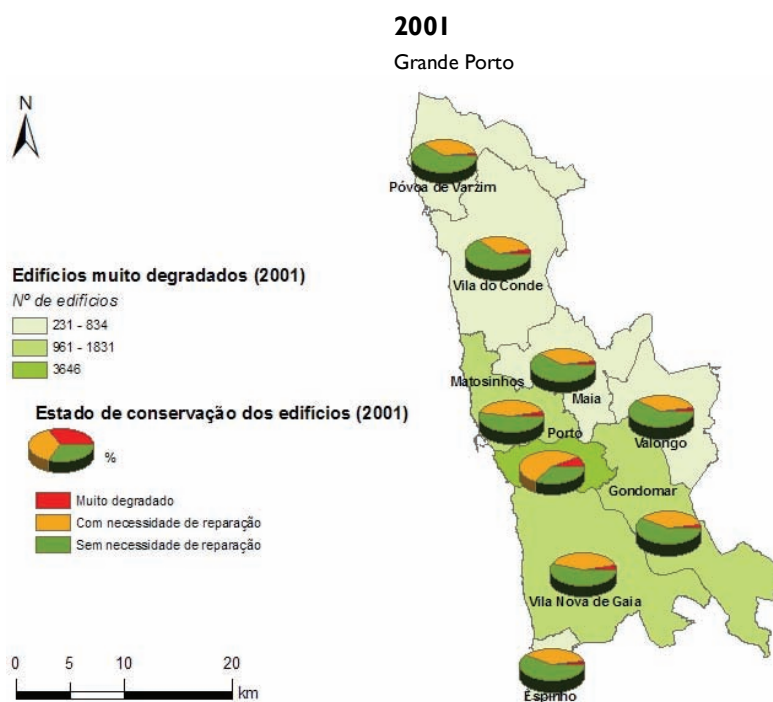 2001
Grande Porto
N
Póvoa de Varzim
Vila do Conde
Edifícios muito degradados (2001)
Nº de edifícios
231 - 834
961 - 1831
3646
Matosinhos
Maia
Estado de conservação dos edifícios (2001)
%
Porto
Valongo
Gondomar
Muito degradado
Com necessidade de reparação
Sem necessidade de reparação
Vila Nova de Gaia
0 5 10 20
km
Espinho